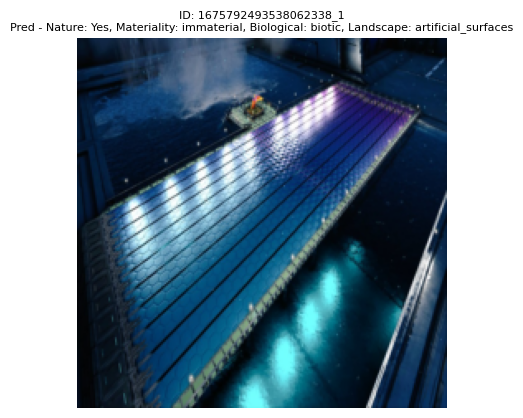 ID: 1675792493538062338_1
Pred - Nature: Yes, Materiality: immaterial, Biological: biotic, Landscape: artificial_surfaces